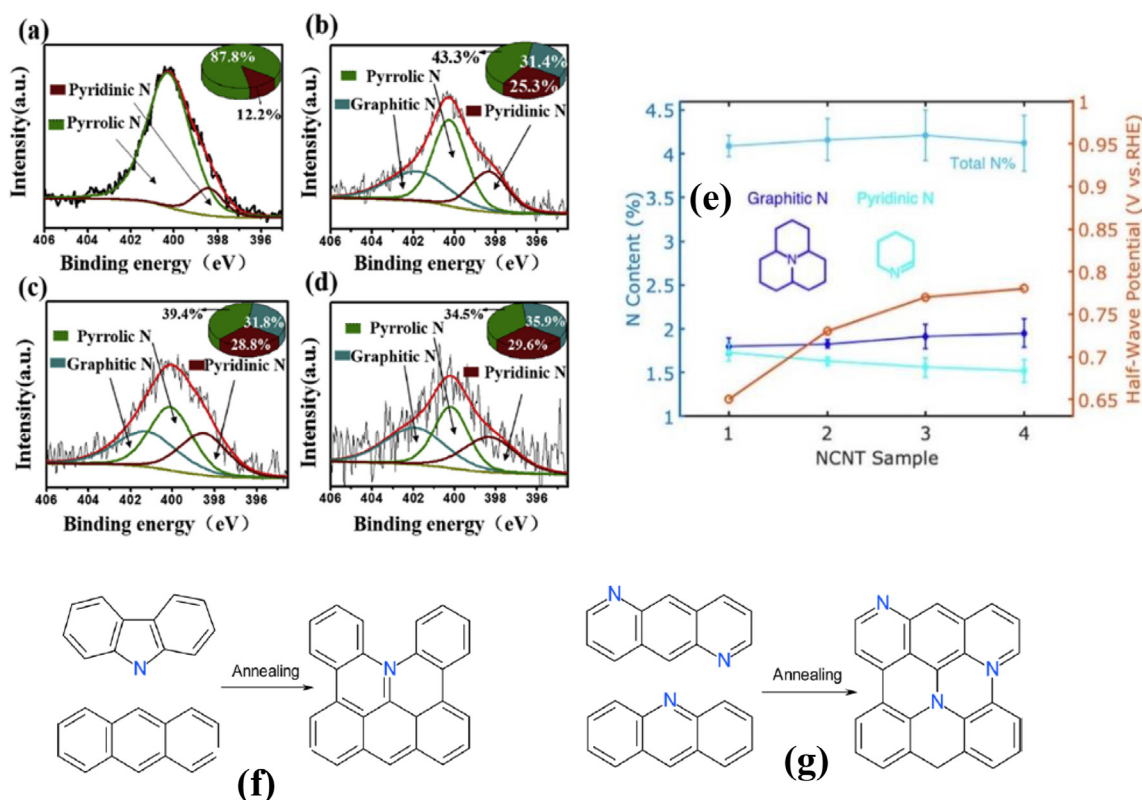 (a)
87.8%
Pyridinic N
12.2%
Pyrrolic N
Intensity(a.u.)
406 404 402 400 398 396
Binding energy（eV）
(b)
43.3%
31.4%
25.3%
Pyrrolic N
Graphitic N
Pyridinic N
Intensity(a.u.)
406 404 402 400 398 396
Binding energy（eV）
(c)
39.4%
31.8%
28.8%
Pyrrolic N
Graphitic N
Pyridinic N
Intensity(a.u.)
406 404 402 400 398 396
Binding energy（eV）
(d)
34.5%
35.9%
29.6%
Pyrrolic N
Graphitic N
Pyridinic N
Intensity(a.u.)
406 404 402 400 398 396
Binding energy（eV）
(e)
4.5
4
3.5
3
2.5
2
1.5
1
N Content (%)
1
0.95
0.9
0.85
0.8
0.75
0.7
0.65
Half-Wave Potential (V vs.RHE)
Total N%
Graphitic N
Pyridinic N
N
N
1 2 3 4
NCNT Sample
N
Annealing
N
(f)
N
N
N
Annealing
N
N
N
(g)